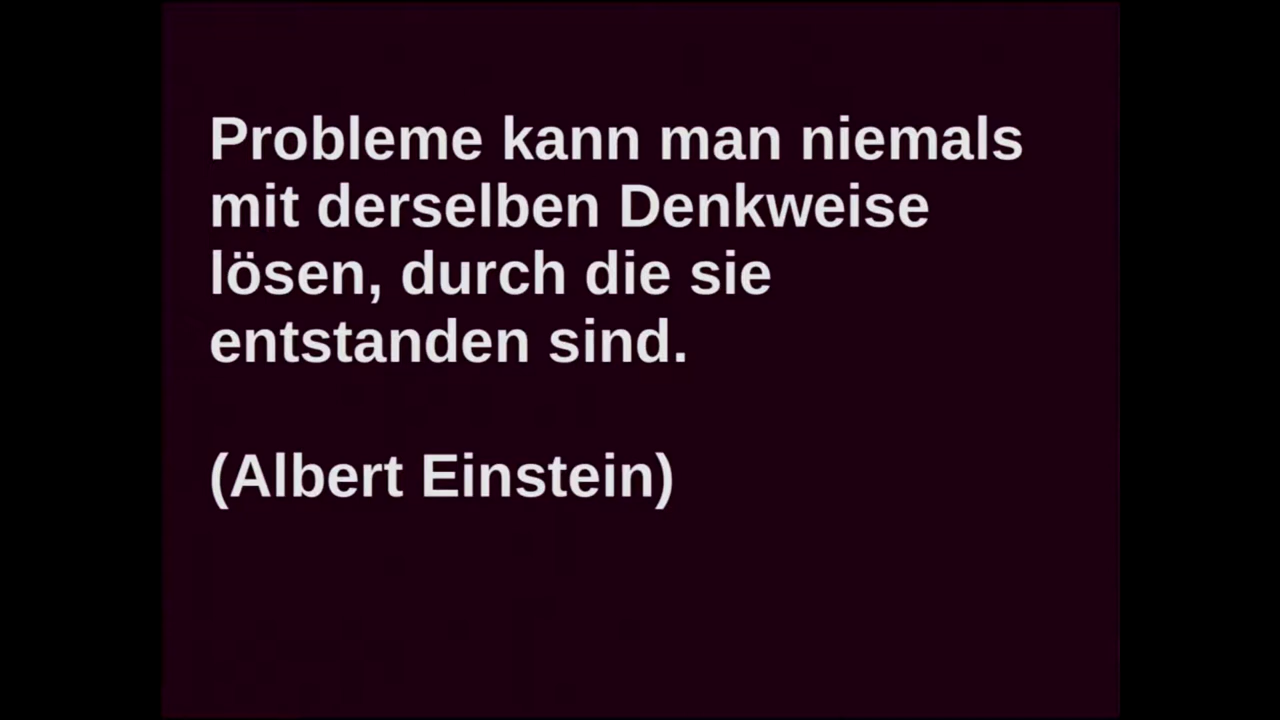 Probleme kann man niemals
mit derselben Denkweise
lösen, durch die sie
entstanden sind.
(Albert Einstein)